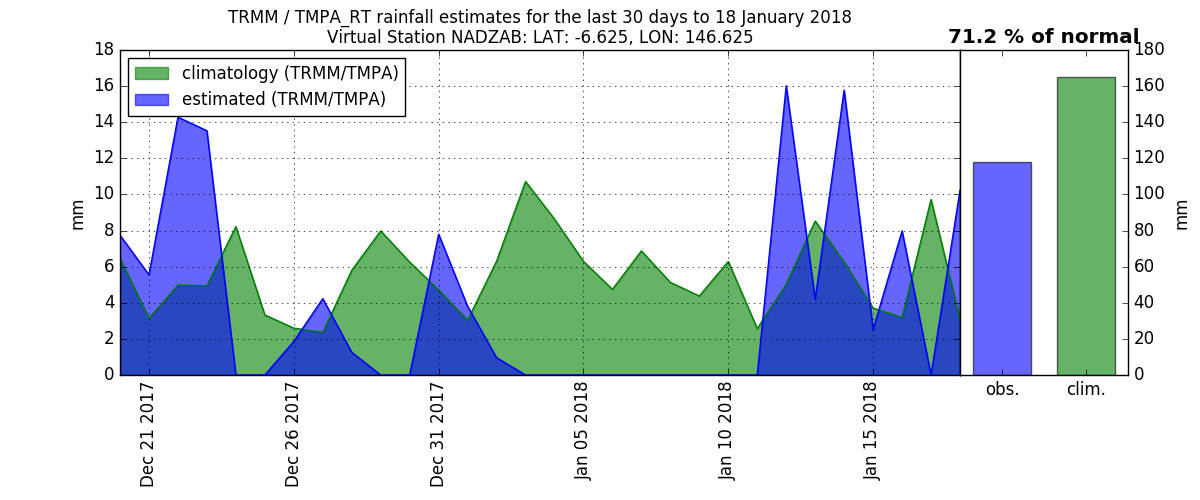 TRMM / TMPA_RT rainfall estimates for the last 30 days to 18 January 2018
Virtual Station NADZAB: LAT: -6.625, LON: 146.625
71.2 % of normal
climatology (TRMM/TMPA)
estimated (TRMM/TMPA)
18
16
14
12
10
8
6
4
2
0
mm
Dec 21 2017
Dec 26 2017
Dec 31 2017
Jan 05 2018
Jan 10 2018
Jan 15 2018
180
160
140
120
100
80
60
40
20
0
mm
obs.
clim.